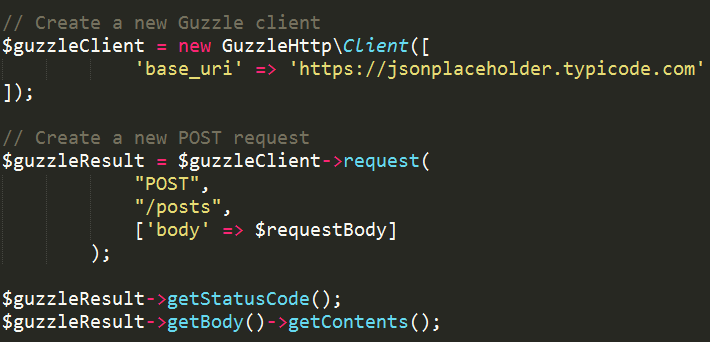 // Create a new Guzzle client
$guzzleClient = new GuzzleHttp\Client([
'base_uri' => 'https://jsonplaceholder.typicode.com'
]);
// Create a new POST request
$guzzleResult = $guzzleClient->request(
"POST",
"/posts",
['body' => $requestBody]
);
$guzzleResult->getStatusCode();
$guzzleResult->getBody()->getContents();